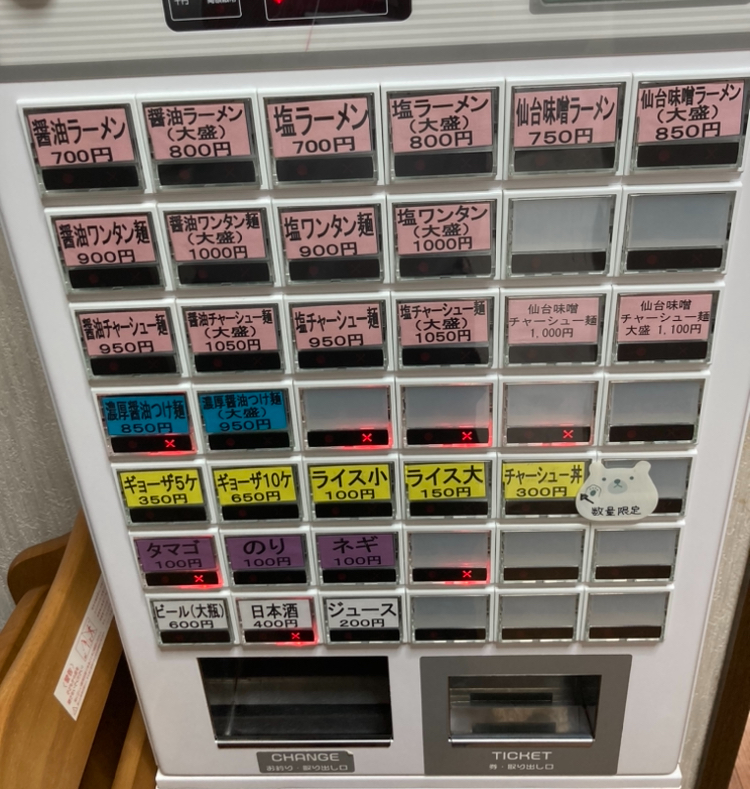 醤油ラーメン
700円
醤油ラーメン
(大盛)
800円
塩ラーメン
700円
塩ラーメン
(大盛)
800円
仙台味噌ラーメン
750円
仙台味噌ラーメン
(大盛)
850円
醤油ワンタン麺
900円
醤油ワンタン麺
(大盛)
1000円
塩ワンタン麺
900円
塩ワンタン
(大盛)
1000円
醤油チャーシュー麺
950円
醤油チャーシュー麺
(大盛)
1050円
塩チャーシュー麺
950円
塩チャーシュー麺
(大盛)
1050円
仙台味噌
チャーシュー麺
1,000円
仙台味噌
チャーシュー麺
大盛 1,100円
濃厚醤油つけ麺
850円
×
濃厚醤油つけ麺
(大盛)
950円
×
×
×
ギョーザ5ケ
350円
ギョーザ10ケ
650円
ライス小
100円
ライス大
150円
チャーシュー丼
300円
数量限定
タマゴ
100円
×
のり
100円
ネギ
100円
×
ビール(大瓶)
600円
日本酒
400円
×
ジュース
200円
CHANGE
お釣り・取り出し口
TICKET
券・取り出し口